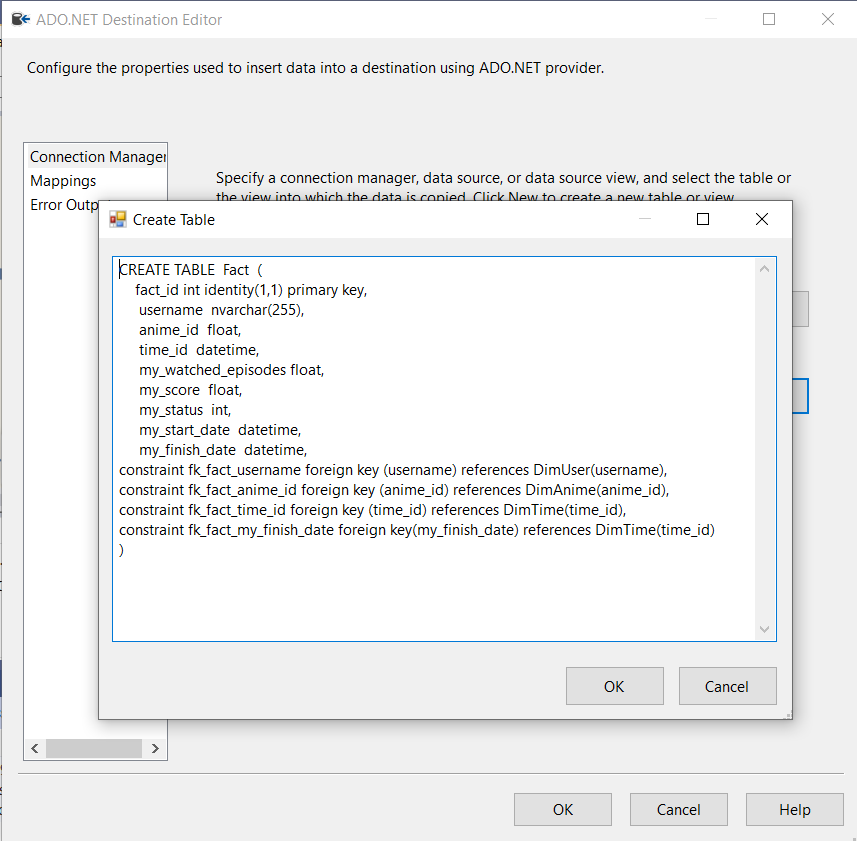 ADO.NET Destination Editor
Configure the properties used to insert data into a destination using ADO.NET provider.
Connection Manager
Mappings
Error Outp
Specify a connection manager, data source, or data source view, and select the table or
the view into which the data is copied. Click New to create a new table or view.
Create Table
CREATE TABLE Fact (
fact_id int identity(1,1) primary key,
username nvarchar(255),
anime_id float,
time_id datetime,
my_watched_episodes float,
my_score float,
my_status int,
my_start_date datetime,
my_finish_date datetime,
constraint fk_fact_username foreign key (username) references DimUser(username),
constraint fk_fact_anime_id foreign key (anime_id) references DimAnime(anime_id),
constraint fk_fact_time_id foreign key (time_id) references DimTime(time_id),
constraint fk_fact_my_finish_date foreign key(my_finish_date) references DimTime(time_id)
)
OK
Cancel
OK
Cancel
Help